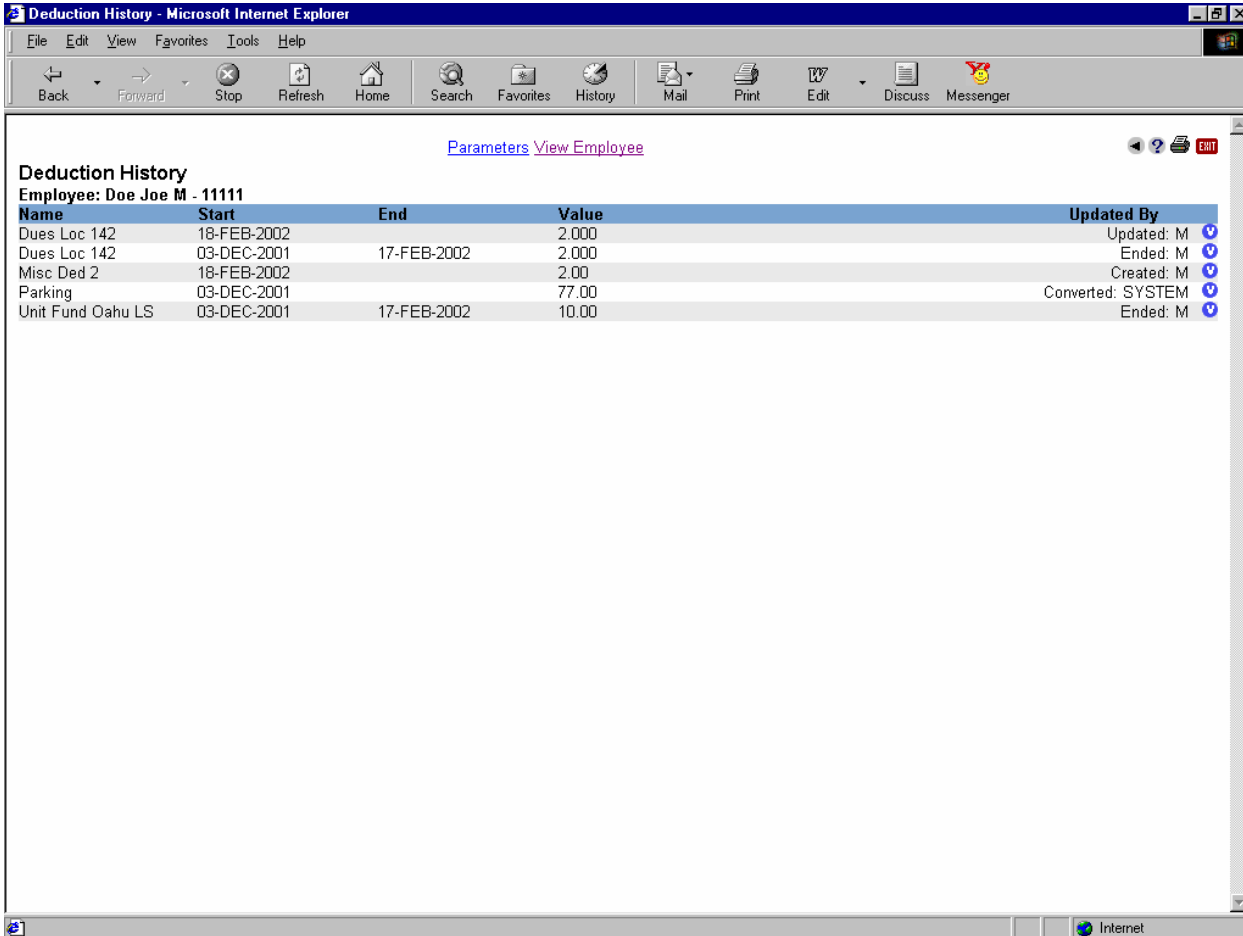 Deduction History - Microsoft Internet Explorer
File Edit View Favorites Tools Help
Back Forward Stop Refresh Home Search Favorites History Mail Print Edit Discuss Messenger
Parameters View Employee
EXIT
Deduction History
Employee: Doe Joe M - 11111
Name Start End Value Updated By
Dues Loc 142 18-FEB-2002 2.000 Updated: M
Dues Loc 142 03-DEC-2001 17-FEB-2002 2.000 Ended: M
Misc Ded 2 18-FEB-2002 2.00 Created: M
Parking 03-DEC-2001 77.00 Converted: SYSTEM
Unit Fund Oahu LS 03-DEC-2001 17-FEB-2002 10.00 Ended: M
Internet